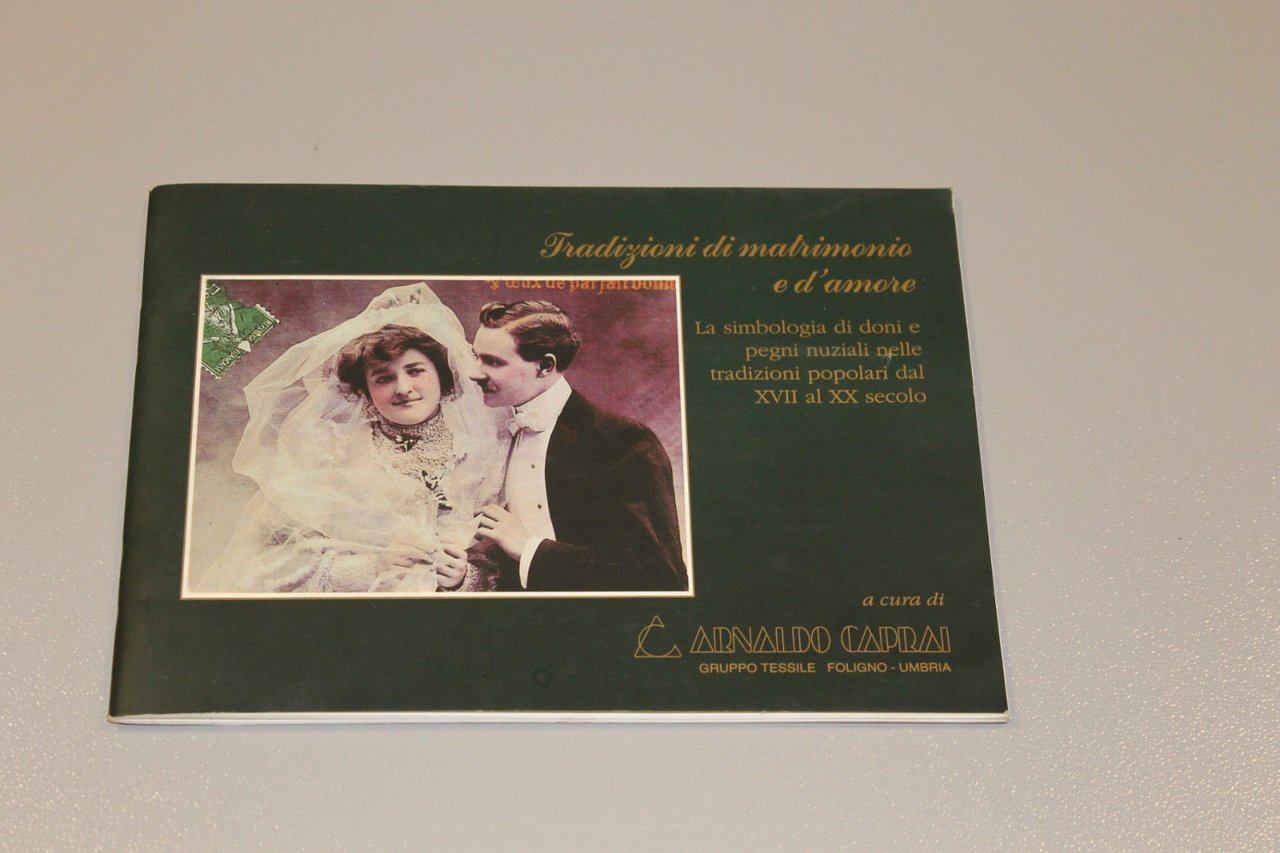 Tradizioni di matrimonio
e d'amore
La simbologia di doni e
pegni nuziali nelle
tradizioni popolari dal
XVII al XX secolo
a cura di
ARNALDO CAPRAI
GRUPPO TESSILE FOLIGNO - UMBRIA